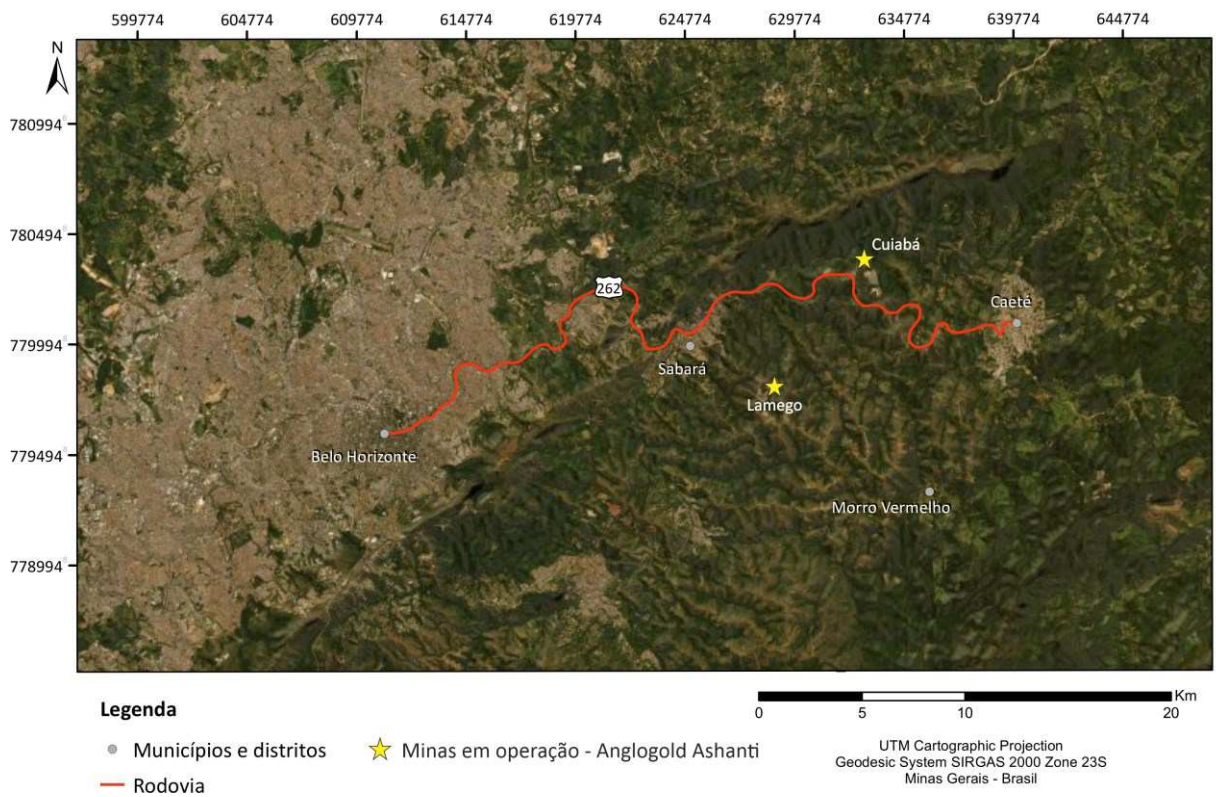 599774 604774 609774 614774 619774 624774 629774 634774 639774 644774
N
780994
780494
Cuiabá
262
Caeté
779994
Sabará
Lamego
779494
Belo Horizonte
Morro Vermelho
778994
Legenda
Km
0 5 10 20
Municípios e distritos
Minas em operação - Anglogold Ashanti
UTM Cartographic Projection
Geodesic System SIRGAS 2000 Zone 23S
Minas Gerais - Brasil
Rodovia